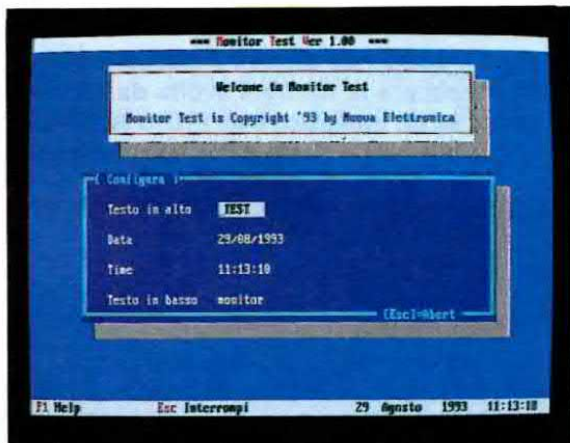 *** Monitor Test Ver 1.00 ***
Welcome to Monitor Test
Monitor Test is Copyright '93 by Nuova Elettronica
[ Configura ]
Testo in alto TEST
Data 29/08/1993
Time 11:13:10
Testo in basso monitor
[Esc]=Abort
F1 Help Esc Interrompi 29 Agosto 1993 11:13:18